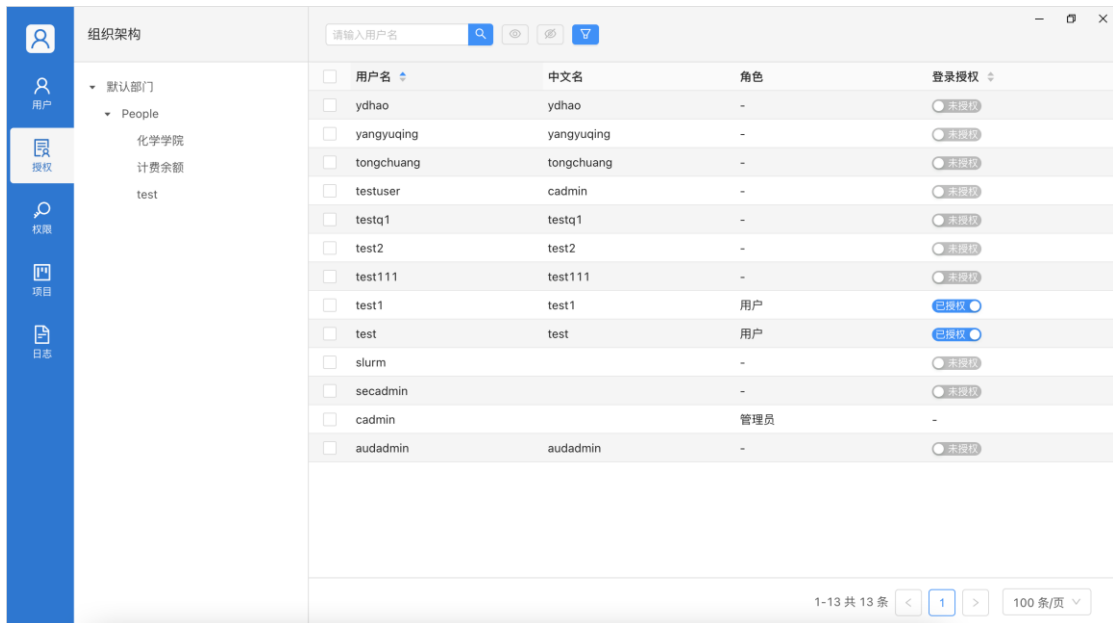 组织架构
请输入用户名
用户
授权
权限
项目
日志
默认部门
People
化学学院
计费余额
test
用户名 中文名 角色 登录授权
ydhao ydhao - 未授权
yangyuqing yangyuqing - 未授权
tongchuang tongchuang - 未授权
testuser cadmin - 未授权
testq1 testq1 - 未授权
test2 test2 - 未授权
test111 test111 - 未授权
test1 test1 用户 已授权
test test 用户 已授权
slurm - 未授权
secadmin - 未授权
cadmin 管理员 -
audadmin audadmin - 未授权
1-13 共 13 条 < 1 > 100 条/页